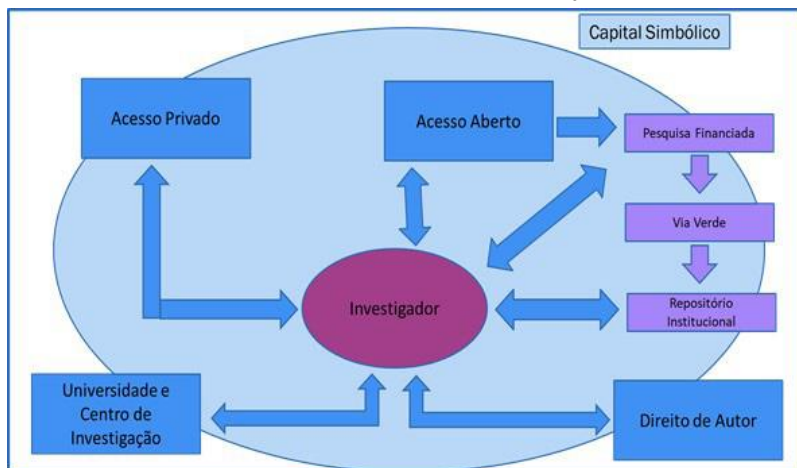 Capital Simbólico
Acesso Privado
Acesso Aberto
Pesquisa Financiada
Via Verde
Investigador
Repositório
Institucional
Universidade e
Centro de
Investigação
Direito de Autor